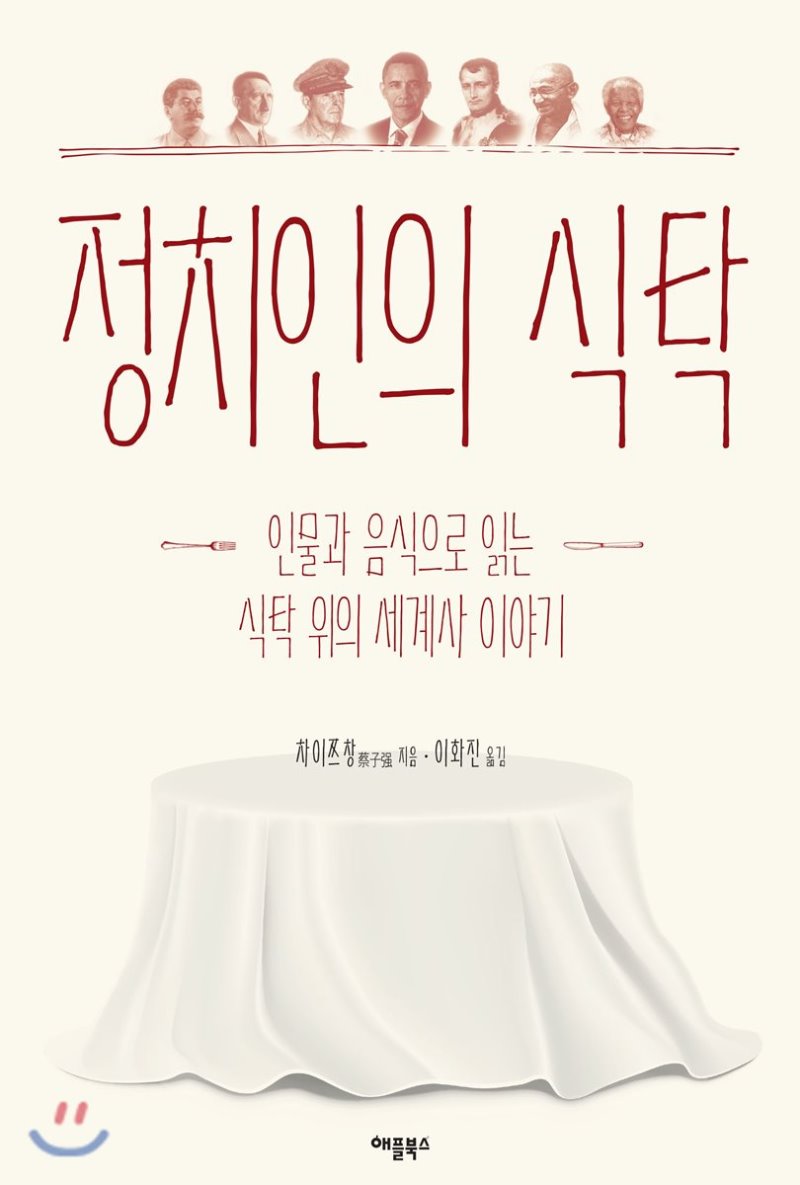 정치인의 식탁
인물과 음식으로 읽는
식탁 위의 세계사 이야기
차이쯔창蔡子强 지음 · 이화진 옮김
애플북스